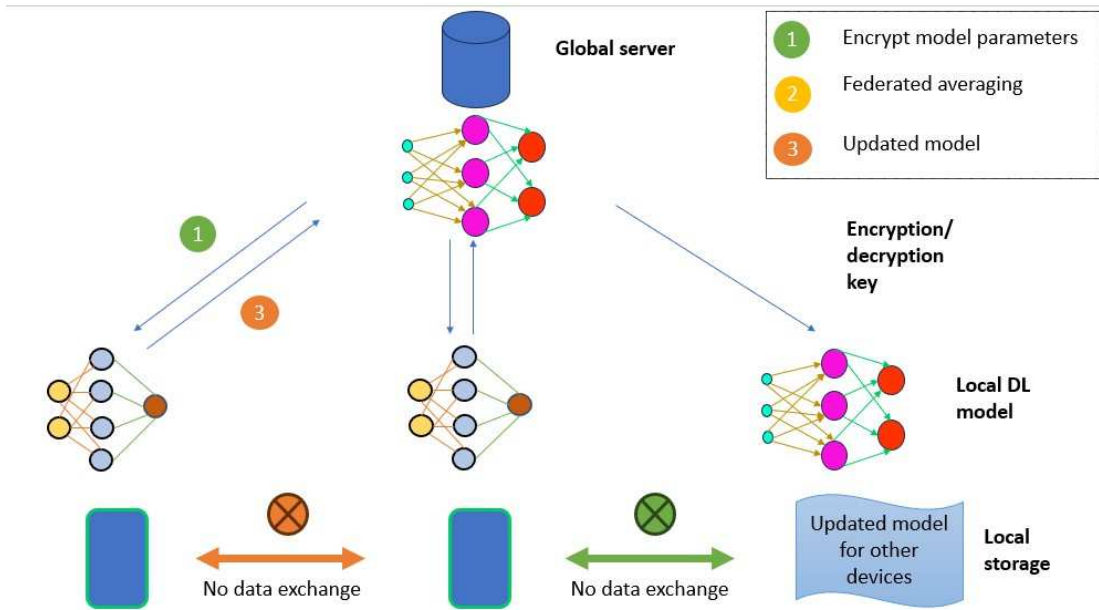 Global server
1 Encrypt model parameters
2 Federated averaging
3 Updated model
1
3
Encryption/
decryption
key
Local DL
model
No data exchange
No data exchange
Updated model
for other
devices
Local
storage